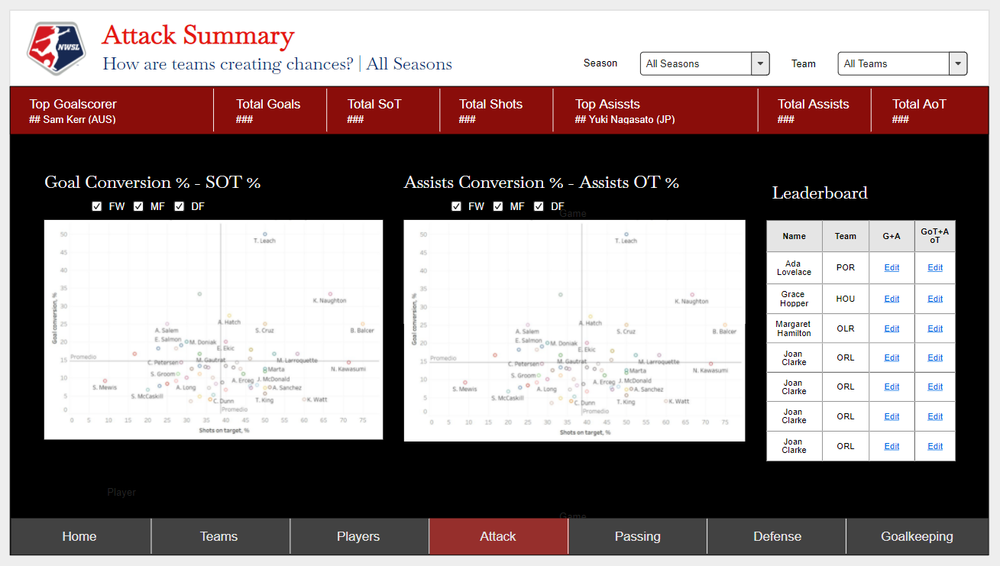 NWSL
Attack Summary
How are teams creating chances? | All Seasons
Season
All Seasons
Team
All Teams
Top Goalscorer
## Sam Kerr (AUS)
Total Goals
###
Total SoT
###
Total Shots
###
Top Asissts
## Yuki Nagasato (JP)
Total Assists
###
Total AoT
###
Goal Conversion % - SOT %
FW MF DF
50
45
40
35
30
25
20
15
10
5
0
Goal conversion, %
T. Leach
K. Naughton
A. Hatch
A. Salem
S. Cruz
B. Balcer
E. Salmon
M. Doniak
E. Ekic
Promedio
C. Petersen
M. Gautrat
M. Larroquette
N. Kawasumi
Marta
S. Groom
A. Erceg
J. McDonald
S. Mewis
A. Long
A. Sanchez
S. McCaskill
C. Dunn
T. King
K. Watt
Promedio
0 5 10 15 20 25 30 35 40 45 50 55 60 65 70 75
Shots on target, %
Assists Conversion % - Assists OT %
FW MF DF
Game
50
45
40
35
30
25
20
15
10
5
0
Goal conversion, %
T. Leach
K. Naughton
A. Hatch
A. Salem
S. Cruz
B. Balcer
E. Salmon
M. Doniak
E. Ekic
Promedio
C. Petersen
M. Gautrat
M. Larroquette
N. Kawasumi
Marta
S. Groom
A. Erceg
J. McDonald
S. Mewis
A. Long
A. Sanchez
S. McCaskill
C. Dunn
T. King
K. Watt
Promedio
0 5 10 15 20 25 30 35 40 45 50 55 60 65 70 75
Shots on target, %
Leaderboard
Name Team G+A GoT+A
oT
Ada
Lovelace POR Edit Edit
Grace
Hopper HOU Edit Edit
Margaret
Hamilton OLR Edit Edit
Joan
Clarke ORL Edit Edit
Joan
Clarke ORL Edit Edit
Joan
Clarke ORL Edit Edit
Joan
Clarke ORL Edit Edit
Player
Game
Home
Teams
Players
Attack
Passing
Defense
Goalkeeping